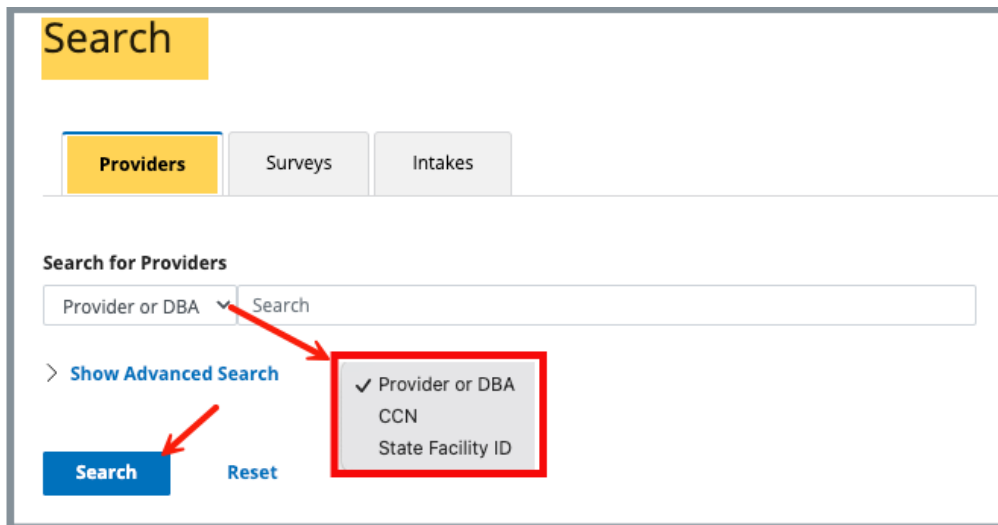 Search
Providers Surveys Intakes
Search for Providers
Provider or DBA Search
Show Advanced Search
Provider or DBA
CCN
State Facility ID
Search Reset